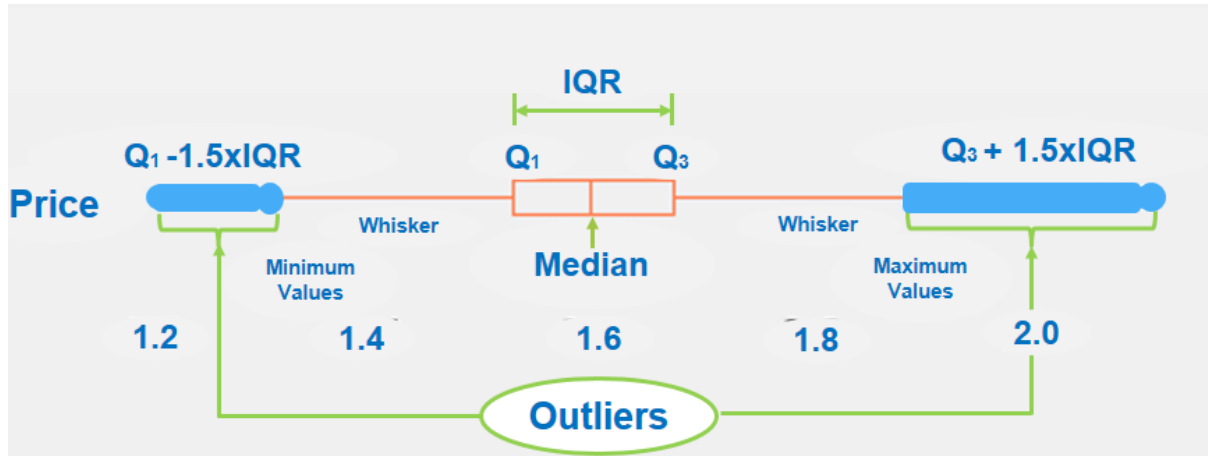 IQR
Q1 -1.5xIQR
Q1
Q3
Q3 + 1.5xIQR
Price
Whisker
Whisker
Minimum
Values
Median
Maximum
Values
1.2
1.4
1.6
1.8
2.0
Outliers